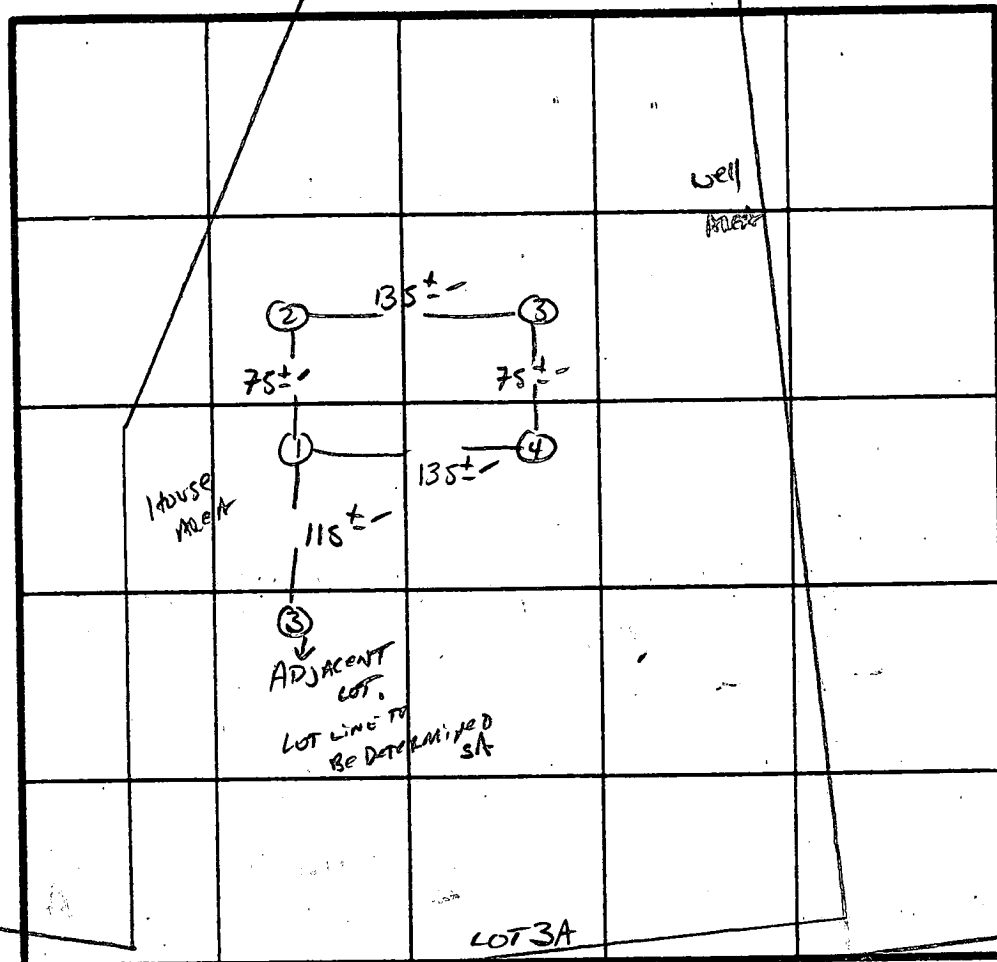 well
AREA
135±
② ③
75± 75±
① ④
135±
House
AREA
115±
③
ADJACENT
LOT.
LOT LINE TO
BE DETERMINED
SA
LOT 3A